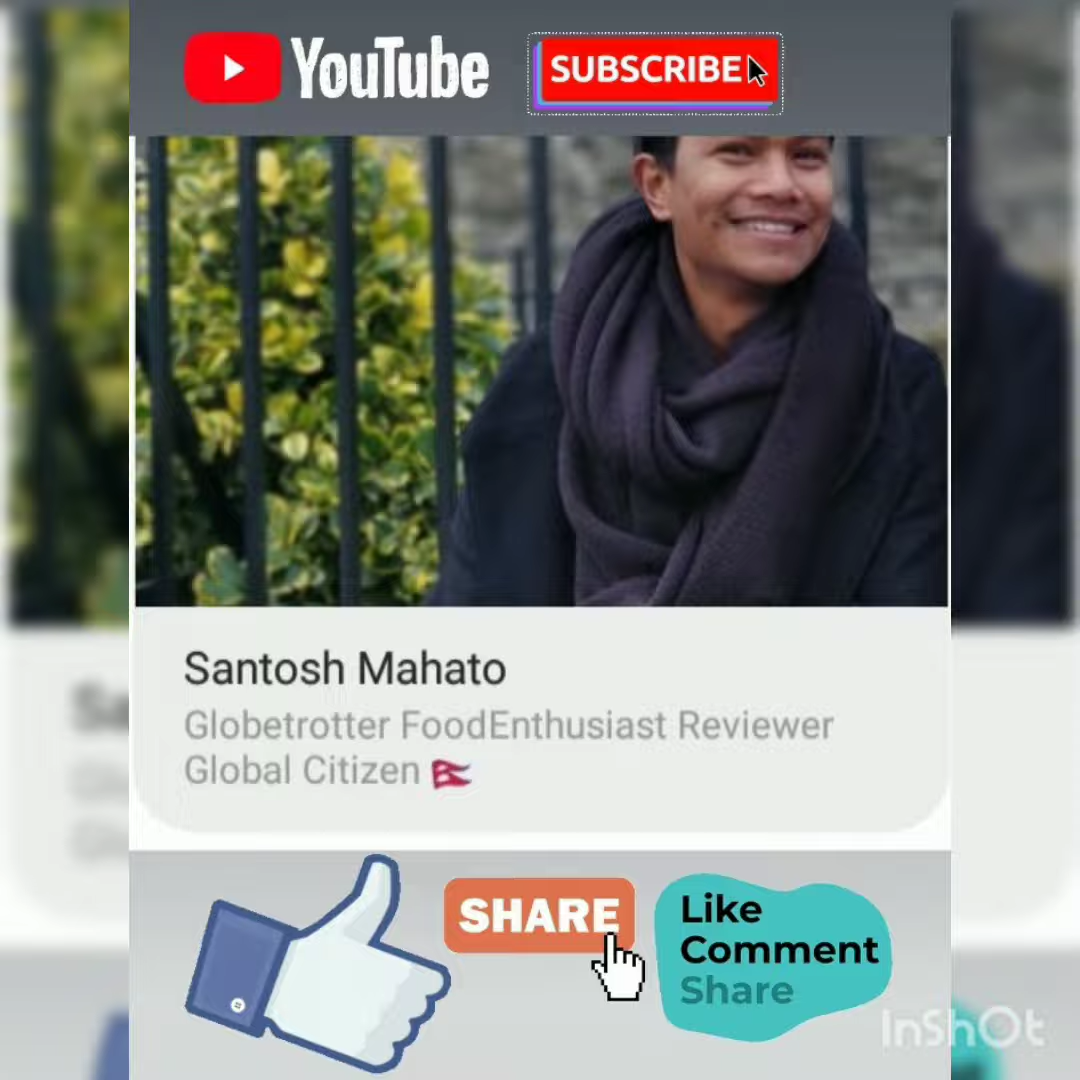 YouTube
SUBSCRIBE
Santosh Mahato
Globetrotter FoodEnthusiast Reviewer
Global Citizen 🇳🇵
SHARE
Like
Comment
Share
InShOt